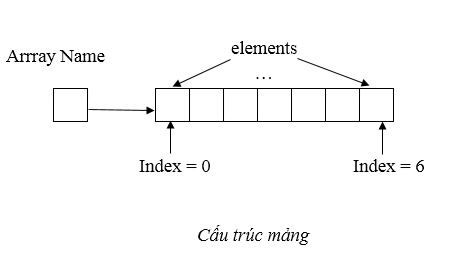 elements
Arrray Name
...
Index = 0
Index = 6
Cấu trúc mảng